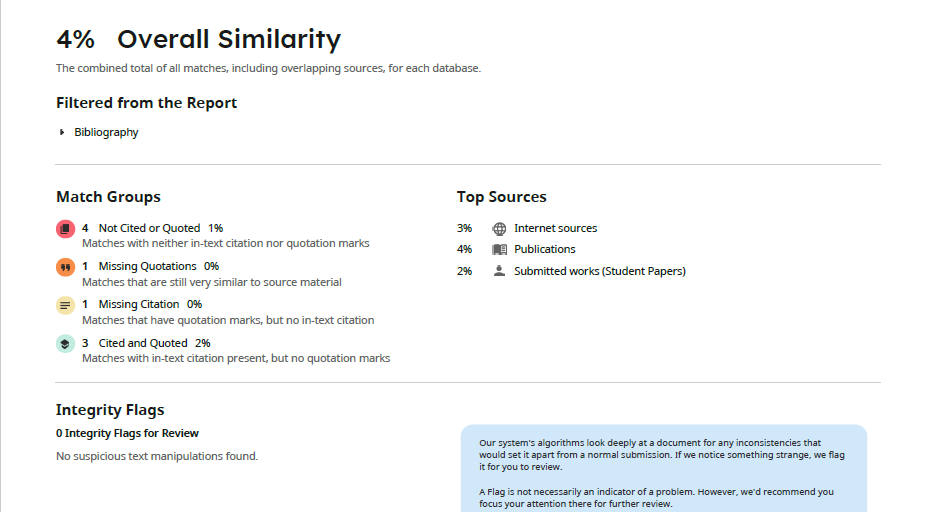 4% Overall Similarity
The combined total of all matches, including overlapping sources, for each database.
Filtered from the Report
Bibliography
Match Groups
4 Not Cited or Quoted 1%
Matches with neither in-text citation nor quotation marks
1 Missing Quotations 0%
Matches that are still very similar to source material
1 Missing Citation 0%
Matches that have quotation marks, but no in-text citation
3 Cited and Quoted 2%
Matches with in-text citation present, but no quotation marks
Top Sources
3% Internet sources
4% Publications
2% Submitted works (Student Papers)
Integrity Flags
0 Integrity Flags for Review
No suspicious text manipulations found.
Our system's algorithms look deeply at a document for any inconsistencies that
would set it apart from a normal submission. If we notice something strange, we flag
it for you to review.
A Flag is not necessarily an indicator of a problem. However, we'd recommend you
focus your attention there for further review.